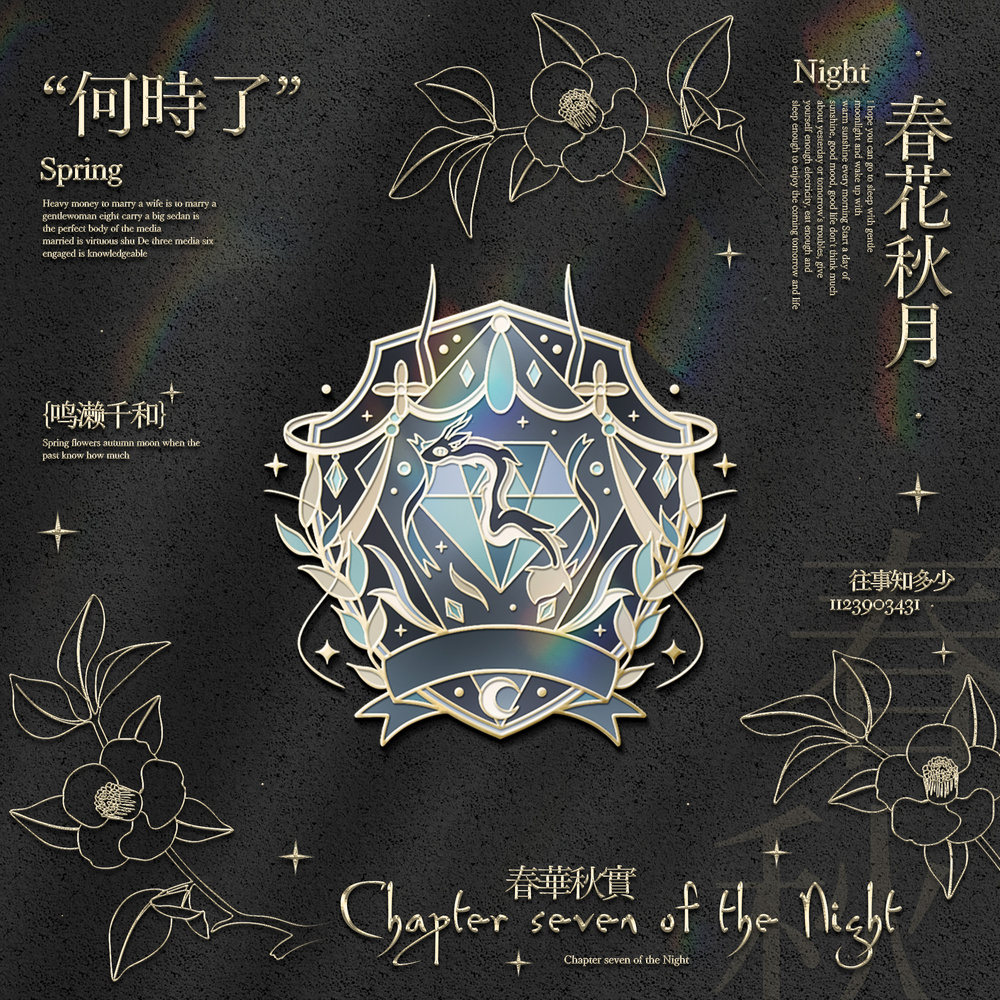 “何時了”
Spring
Heavy money to marry a wife is to marry a
gentlewoman eight carry a big sedan is
the perfect body of the media
married is virtuous shu De three media six
engaged is knowledgeable
{鸣濑千和}
Spring flowers autumn moon when the
past know how much
Night
春花秋月
I hope you can go to sleep with gentle
moonlight and wake up with
warm sunshine every morning Start a day of
sunshine, good mood, good life don't think much
about yesterday or tomorrow's troubles, give
yourself enough electricity, eat enough and
sleep enough to enjoy the coming tomorrow and life
往事知多少
1123903431
春
秋
春華秋實
Chapter seven of the Night
Chapter seven of the Night